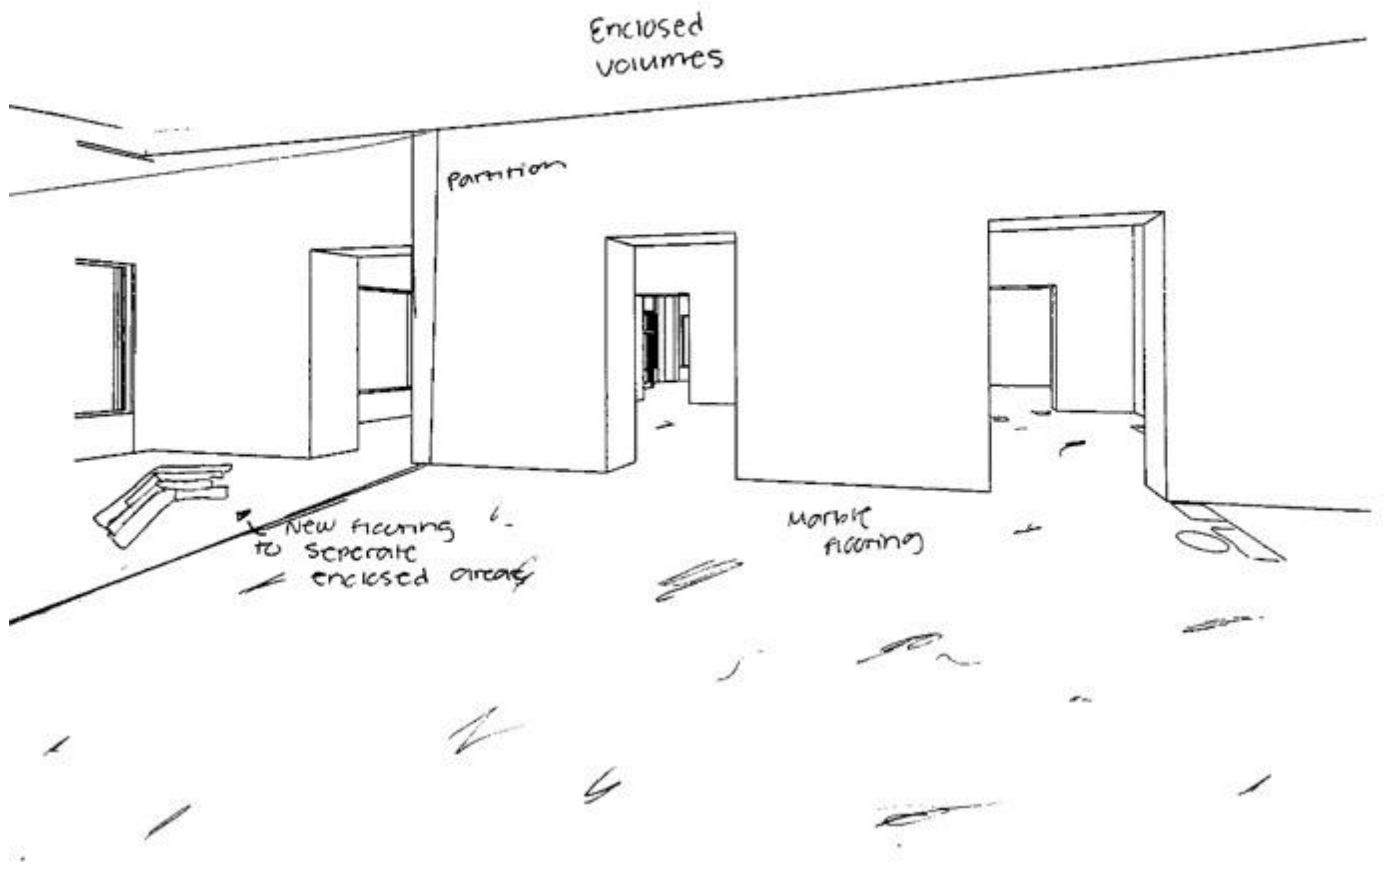 Enclosed
volumes
Partition
New flooring
to seperate
enclosed areas
Marble
flooring